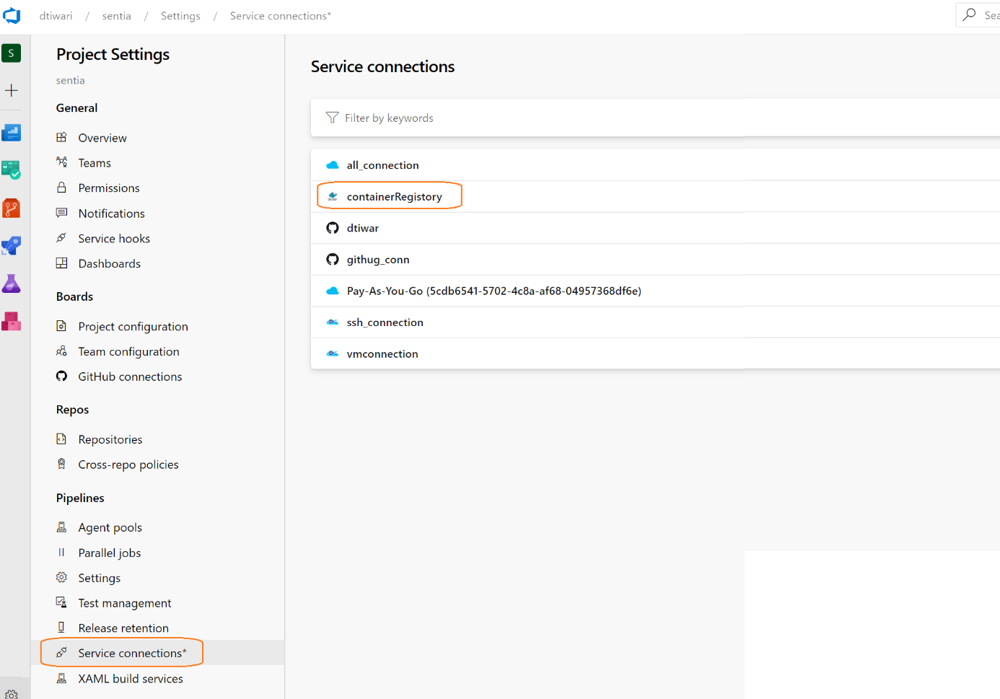 dtiwari / sentia / Settings / Service connections*
Sea
S
Project Settings
sentia
General
Overview
Teams
Permissions
Notifications
Service hooks
Dashboards
Boards
Project configuration
Team configuration
GitHub connections
Repos
Repositories
Cross-repo policies
Pipelines
Agent pools
Parallel jobs
Settings
Test management
Release retention
Service connections*
XAML build services
Service connections
Filter by keywords
all_connection
containerRegistory
dtiwar
githug_conn
Pay-As-You-Go (5cdb6541-5702-4c8a-af68-04957368df6e)
ssh_connection
vmconnection